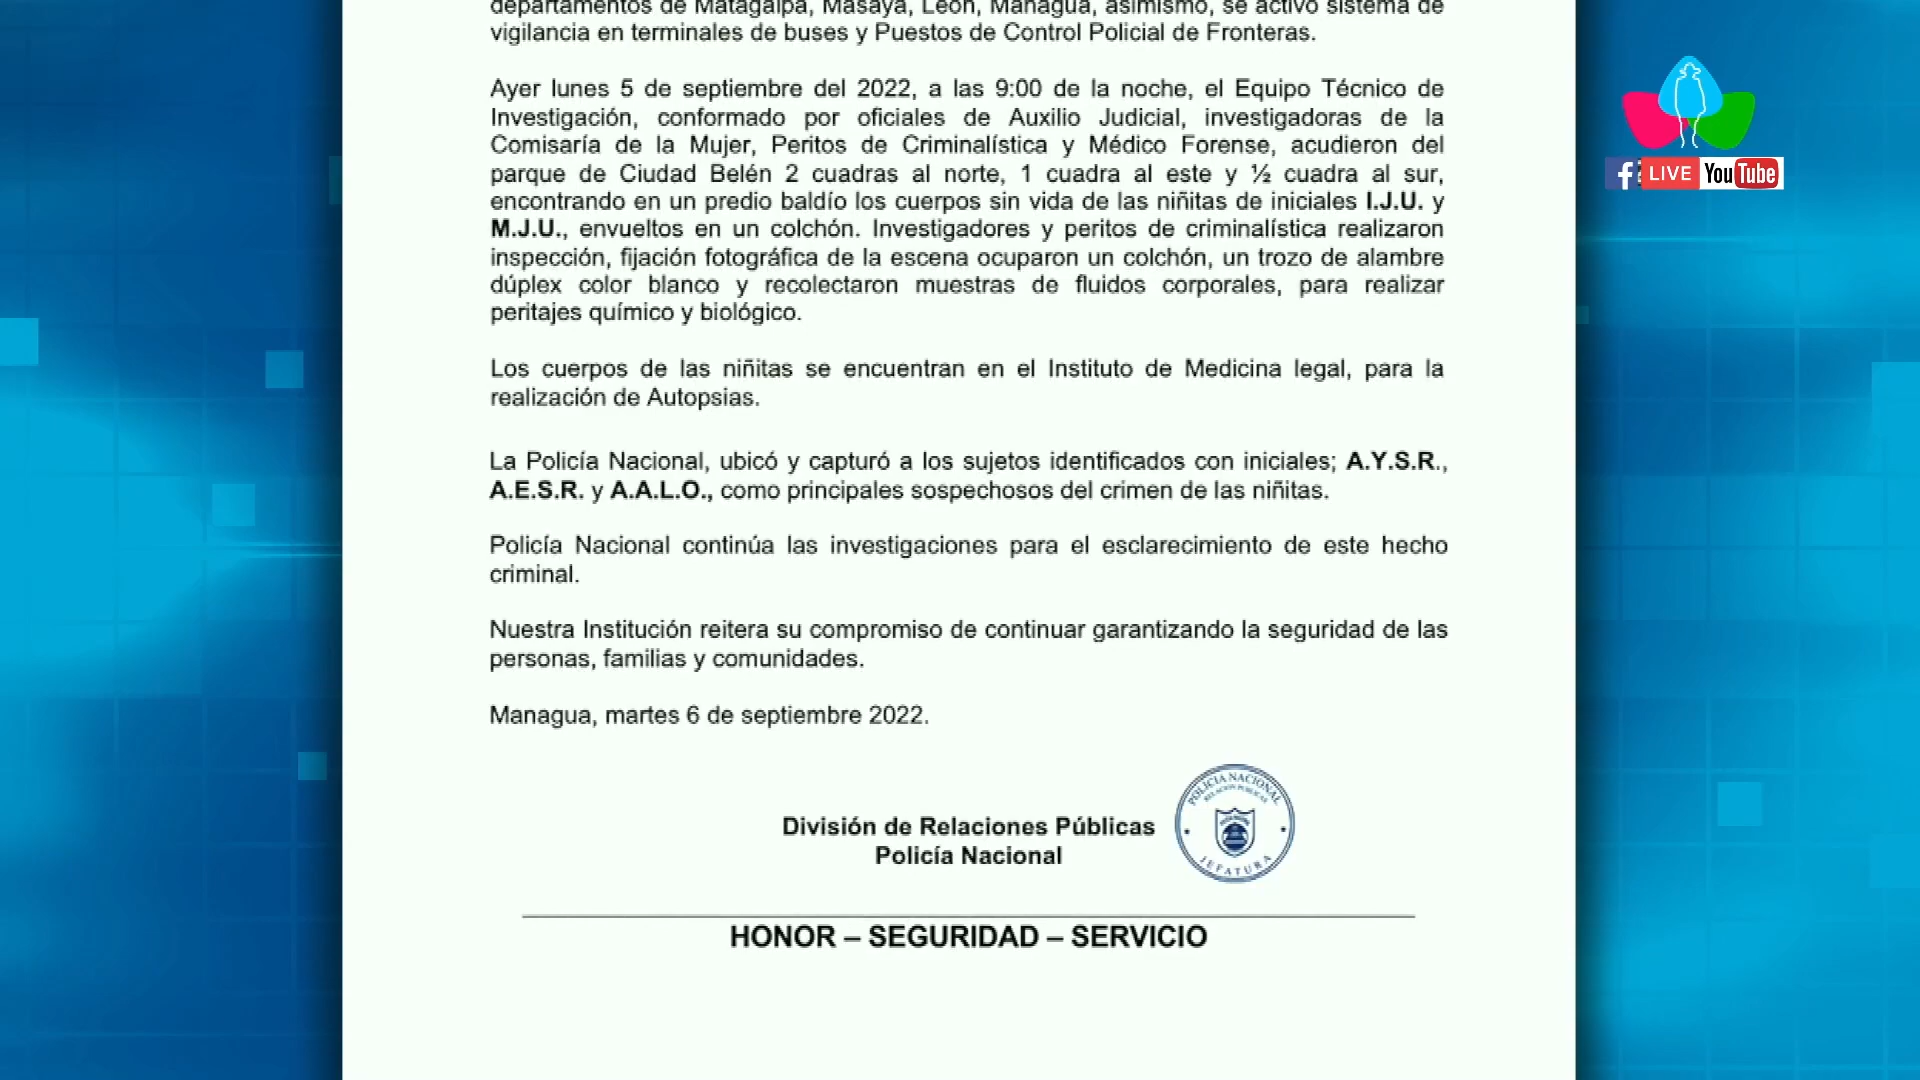 departamentos de Matagalpa, Masaya, León, Managua, asimismo, se activó sistema de
vigilancia en terminales de buses y Puestos de Control Policial de Fronteras.
Ayer lunes 5 de septiembre del 2022, a las 9:00 de la noche, el Equipo Técnico de
Investigación, conformado por oficiales de Auxilio Judicial, investigadoras de la
Comisaría de la Mujer, Peritos de Criminalística y Médico Forense, acudieron del
parque de Ciudad Belén 2 cuadras al norte, 1 cuadra al este y ½ cuadra al sur,
encontrando en un predio baldío los cuerpos sin vida de las niñitas de iniciales I.J.U. y
M.J.U., envueltos en un colchón. Investigadores y peritos de criminalística realizaron
inspección, fijación fotográfica de la escena ocuparon un colchón, un trozo de alambre
dúplex color blanco y recolectaron muestras de fluidos corporales, para realizar
peritajes químico y biológico.
Los cuerpos de las niñitas se encuentran en el Instituto de Medicina legal, para la
realización de Autopsias.
La Policía Nacional, ubicó y capturó a los sujetos identificados con iniciales; A.Y.S.R.,
A.E.S.R. y A.A.L.O., como principales sospechosos del crimen de las niñitas.
Policía Nacional continúa las investigaciones para el esclarecimiento de este hecho
criminal.
Nuestra Institución reitera su compromiso de continuar garantizando la seguridad de las
personas, familias y comunidades.
Managua, martes 6 de septiembre 2022.
División de Relaciones Públicas
Policía Nacional
POLICIA NACIONAL
RELACION PUBLICAS
JEFATURA
HONOR – SEGURIDAD – SERVICIO
f LIVE YouTube